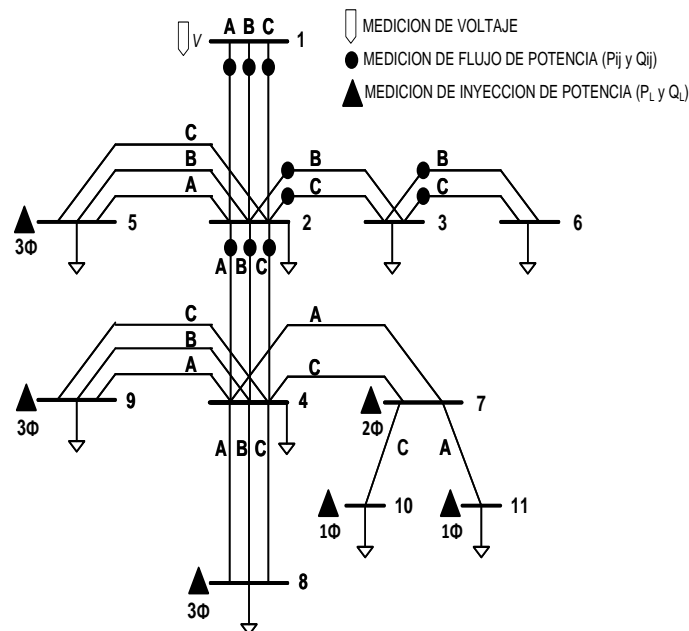 V A B C 1
MEDICION DE VOLTAJE
MEDICION DE FLUJO DE POTENCIA (Pij y Qij)
MEDICION DE INYECCION DE POTENCIA (PL y QL)
C
B B B
A C C
5 2 3 6
3Φ
A B C
C A
B
A C
9 4 7
3Φ 2Φ
A B C C A
10 11
1Φ 1Φ
8
3Φ